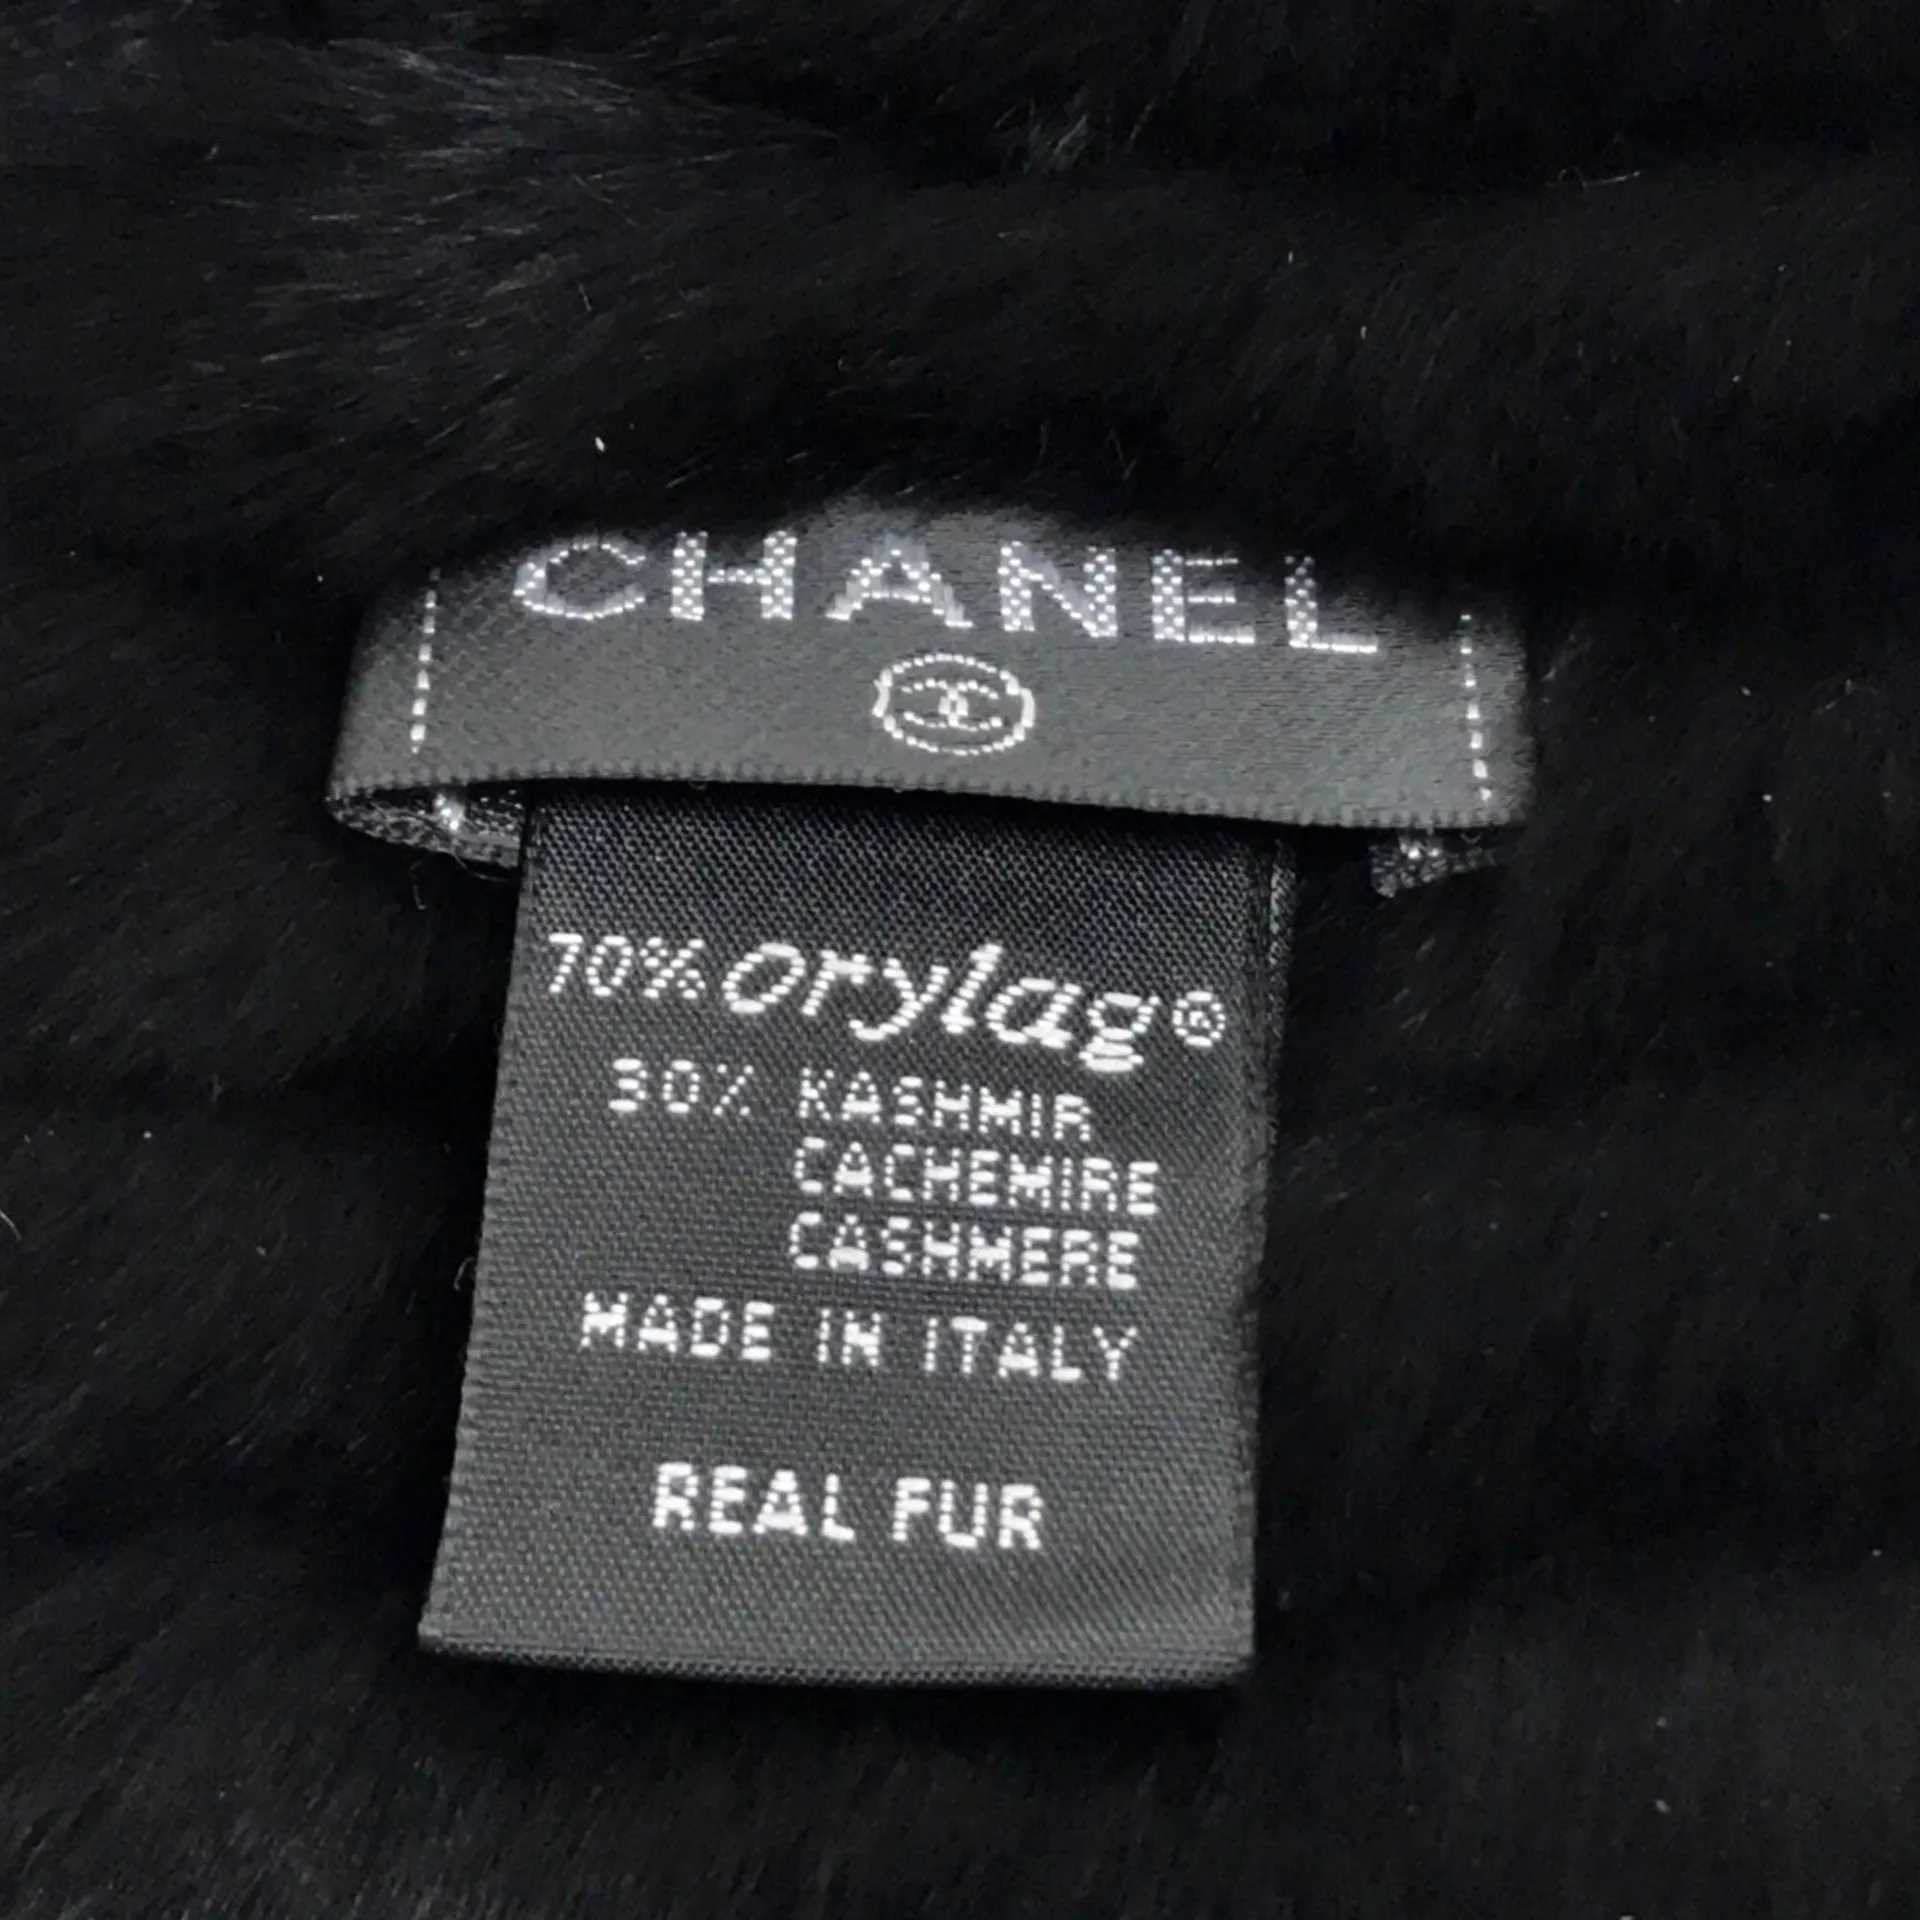 CHANEL
70% orylag®
30% KASHMIR
CACHEMIRE
CASHMERE
MADE IN ITALY
REAL FUR